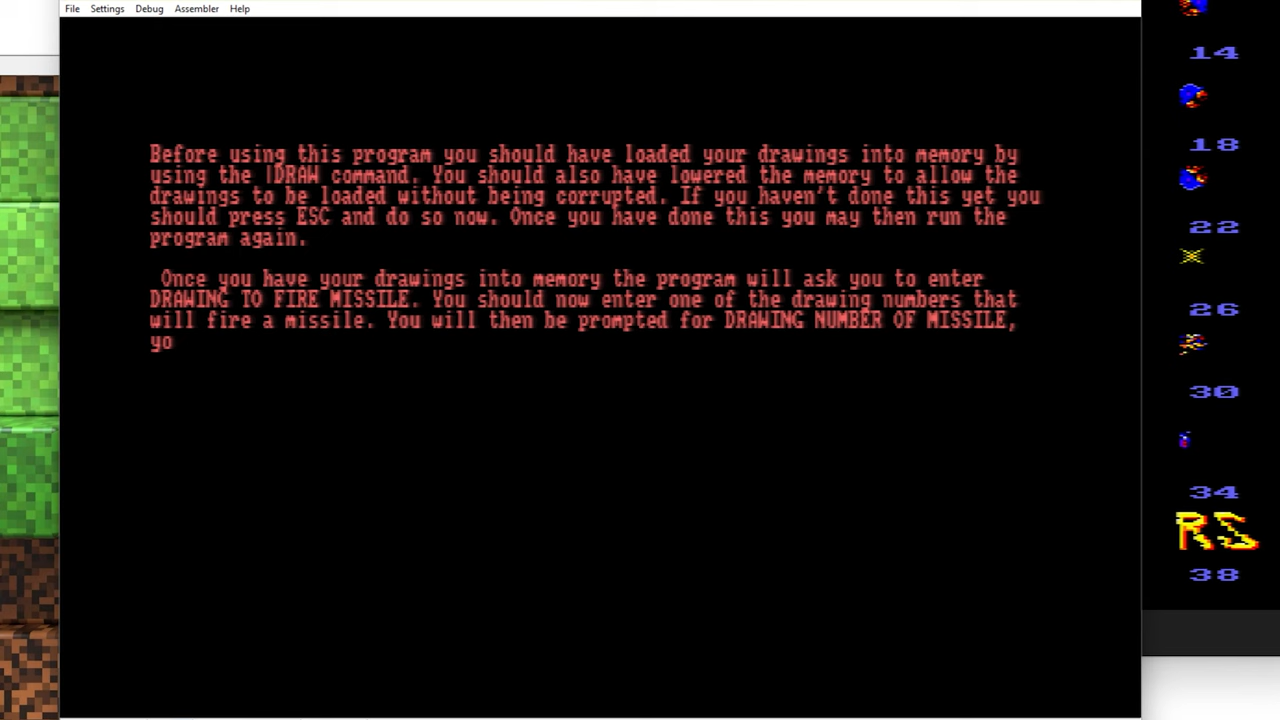 File Settings Debug Assembler Help
Before using this program you should have loaded your drawings into memory by
using the |DRAW command. You should also have lowered the memory to allow the
drawings to be loaded without being corrupted. If you haven't done this yet you
should press ESC and do so now. Once you have done this you may then run the
program again.
Once you have your drawings into memory the program will ask you to enter
DRAWING TO FIRE MISSILE. You should now enter one of the drawing numbers that
will fire a missile. You will then be prompted for DRAWING NUMBER OF MISSILE,
yo
14
18
22
26
30
34
RS
38